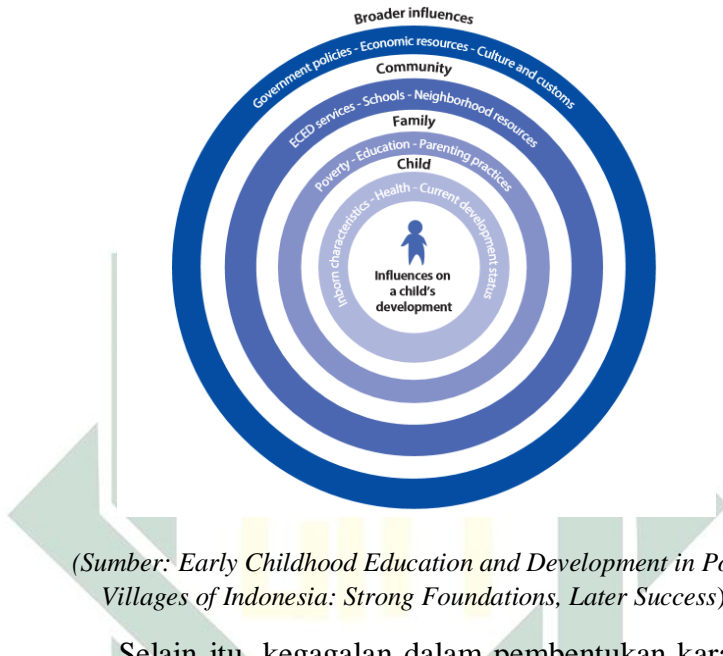 Broader influences
Government policies - Economic resources - Culture and customs
Community
ECED services - Schools - Neighborhood resources
Family
Poverty - Education - Parenting practices
Child
Inborn characteristics - Health - Current development status
Influences on
a child's
development
(Sumber: Early Childhood Education and Development in
Villages of Indonesia: Strong Foundations, Later Success)
Selain itu, kegagalan dalam pembentukan